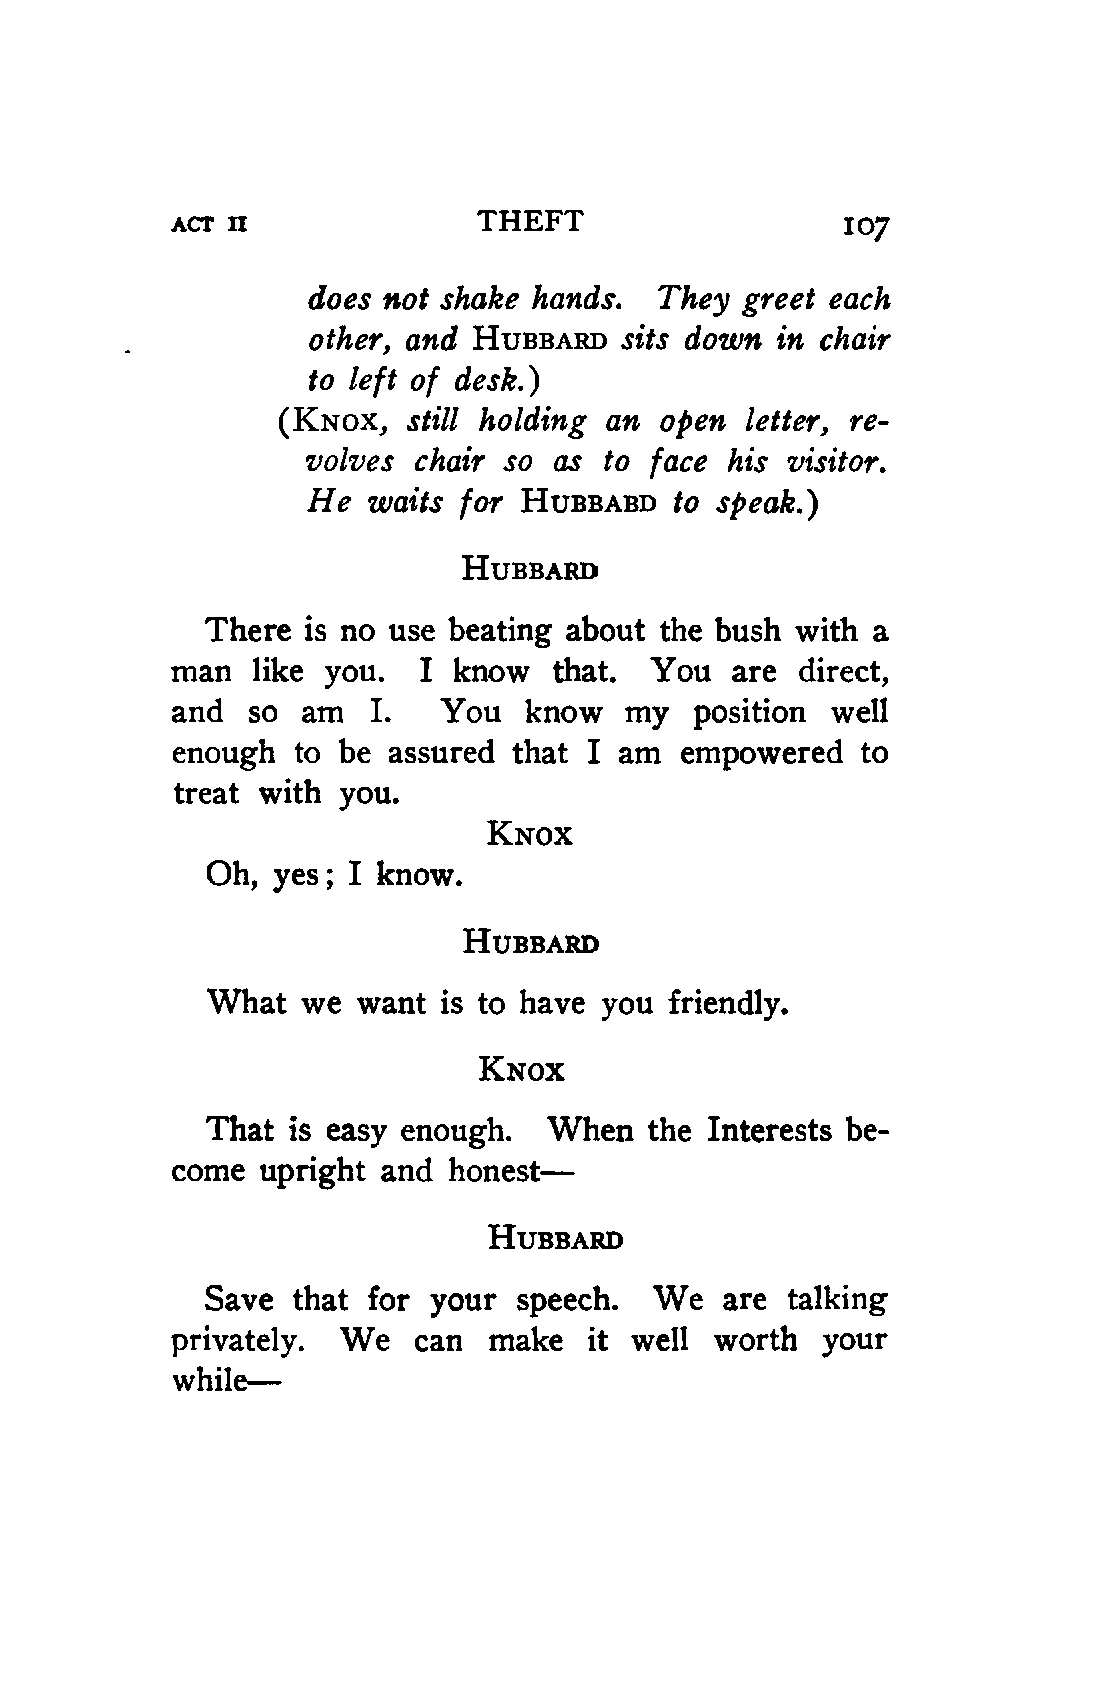 ACT II THEFT 107
does not shake hands. They greet each
other, and HUBBARD sits down in chair
to left of desk.)
(KNOX, still holding an open letter, re-
volves chair so as to face his visitor.
He waits for HUBBABD to speak.)
HUBBARD
There is no use beating about the bush with a
man like you. I know that. You are direct,
and so am I. You know my position well
enough to be assured that I am empowered to
treat with you.
KNOX
Oh, yes; I know.
HUBBARD
What we want is to have you friendly.
KNOX
That is easy enough. When the Interests be-
come upright and honest—
HUBBARD
Save that for your speech. We are talking
privately. We can make it well worth your
while—